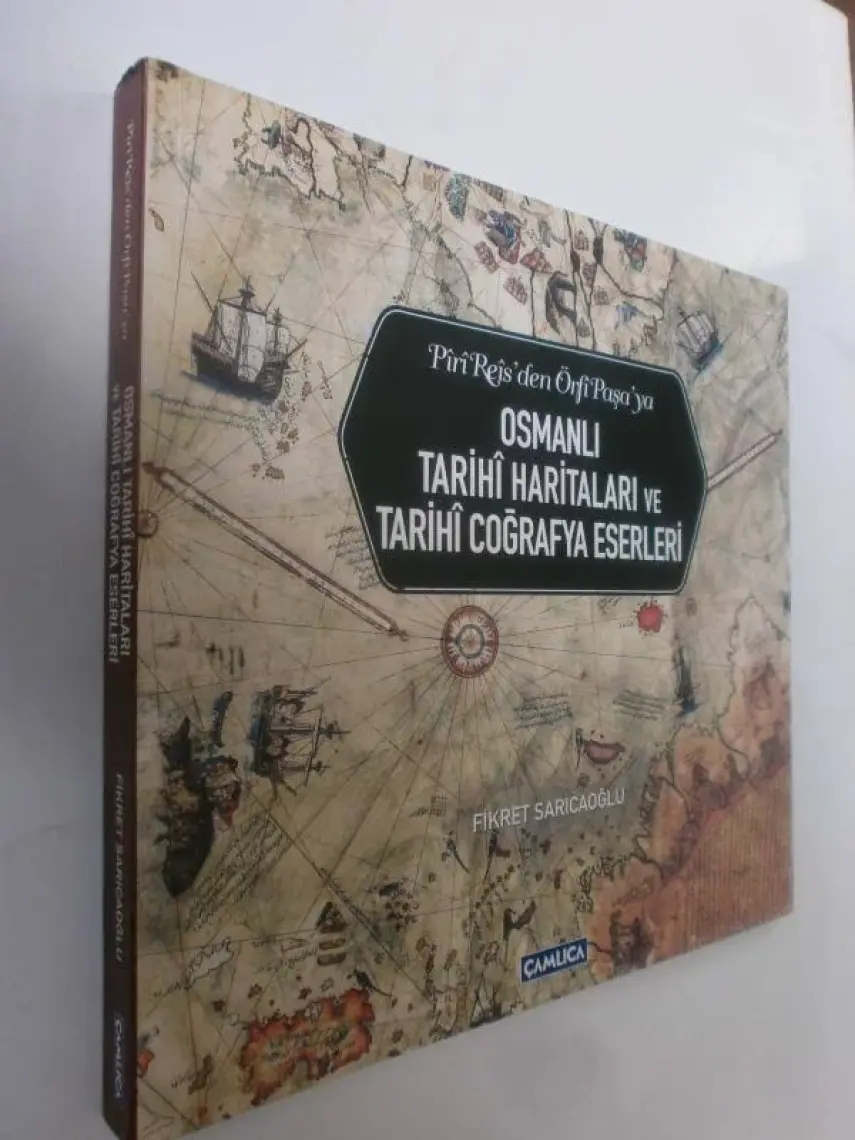 Pîrî Reîs'den Örfî Paşa'ya
OSMANLI
TARİHÎ HARİTALARI VE
TARİHÎ COĞRAFYA ESERLERİ
FİKRET SARICAOĞLU
ÇAMLICA
Pîrî Reîs'den Örfî Paşa'ya
OSMANLI TARİHÎ HARİTALARI
VE TARİHÎ COĞRAFYA ESERLERİ
FİKRET SARICAOĞLU
ÇAMLICA